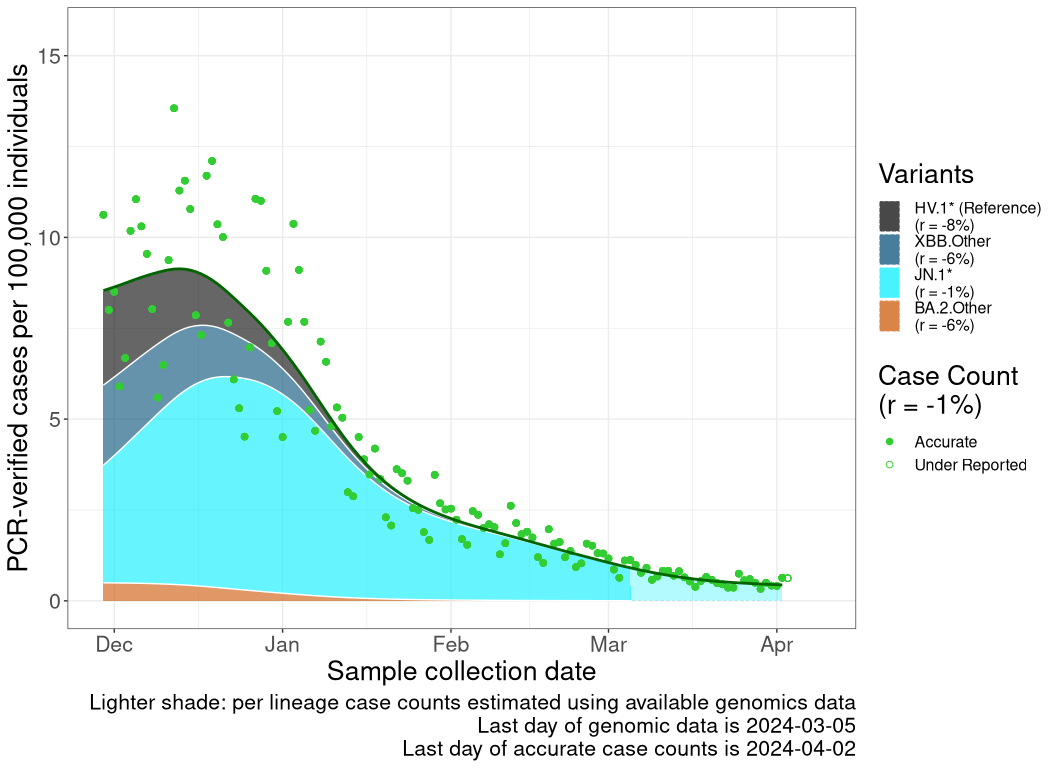 PCR-verified cases per 100,000 individuals
15
10
5
0
Dec
Jan
Feb
Mar
Apr
Sample collection date
Lighter shade: per lineage case counts estimated using available genomics data
Last day of genomic data is 2024-03-05
Last day of accurate case counts is 2024-04-02
Variants
HV.1* (Reference)
(r = -8%)
XBB.Other
(r = -6%)
JN.1*
(r = -1%)
BA.2.Other
(r = -6%)
Case Count
(r = -1%)
Accurate
Under Reported